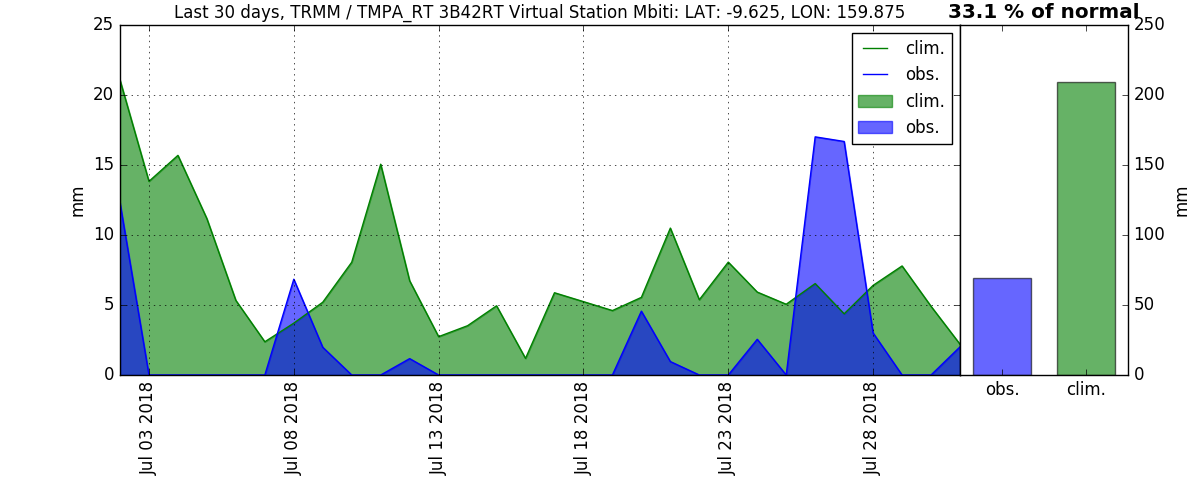 Last 30 days, TRMM / TMPA_RT 3B42RT Virtual Station Mbiti: LAT: -9.625, LON: 159.875
33.1 % of normal
25
20
15
10
5
0
mm
clim.
obs.
clim.
obs.
250
200
150
100
50
0
mm
Jul 03 2018
Jul 08 2018
Jul 13 2018
Jul 18 2018
Jul 23 2018
Jul 28 2018
obs.
clim.